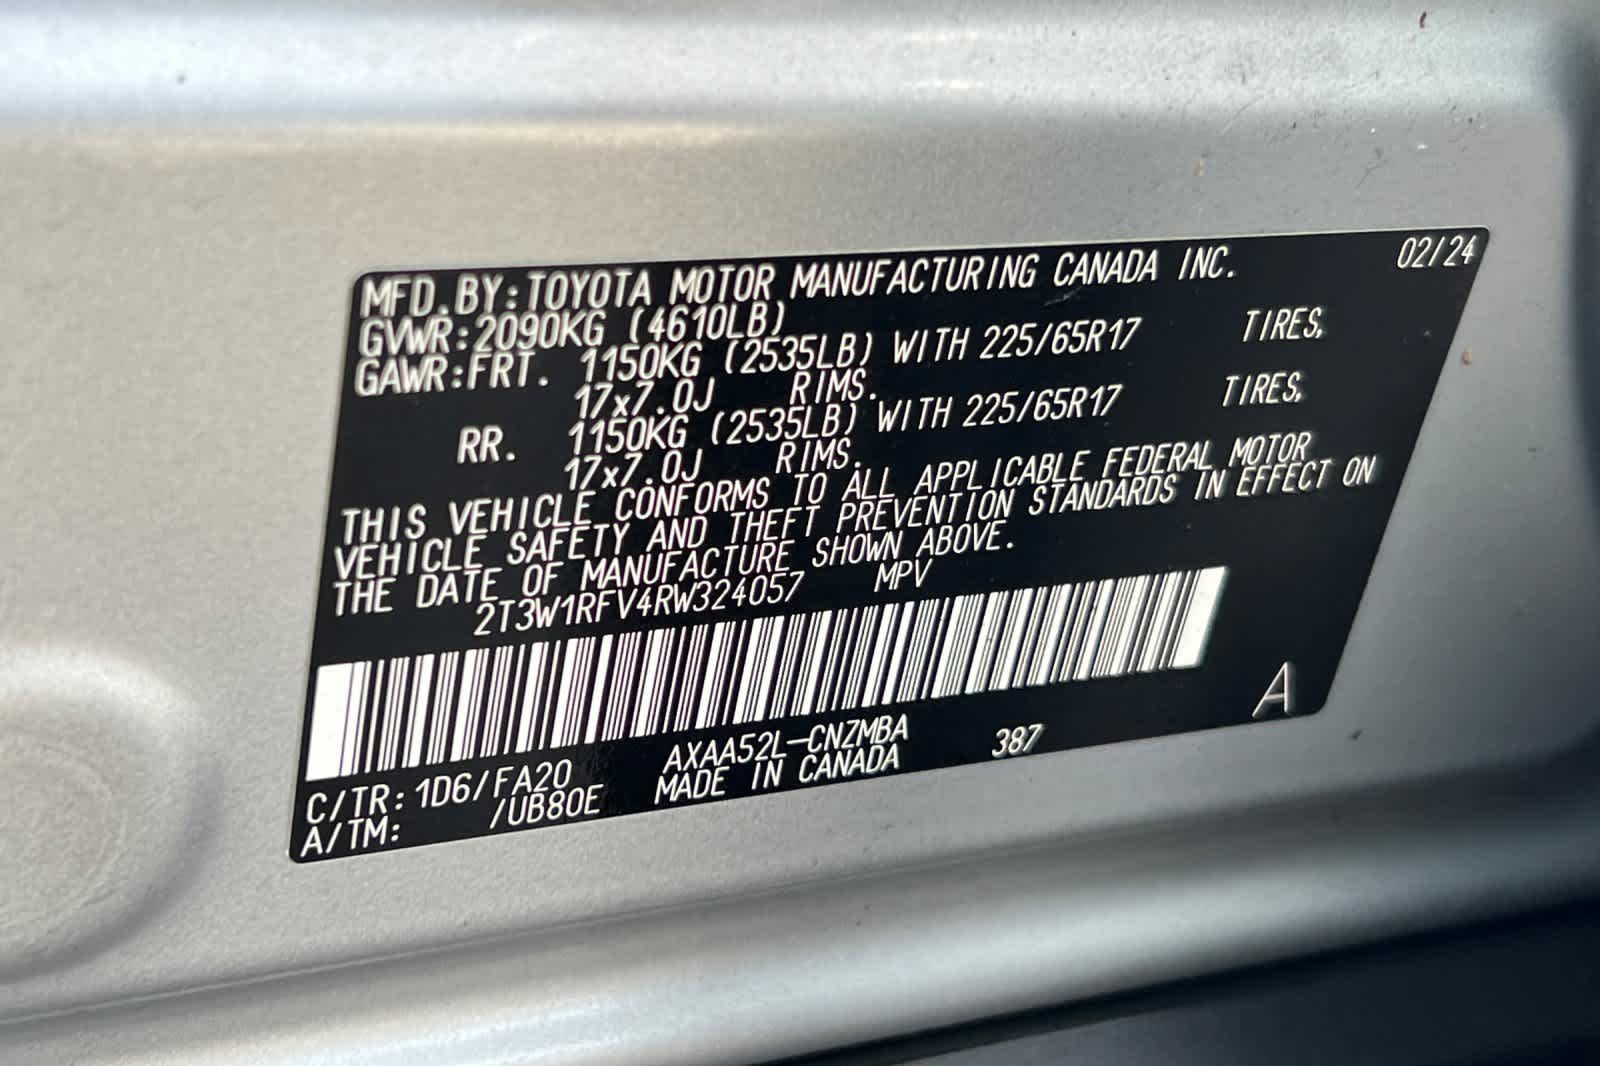 MFD.BY:TOYOTA MOTOR MANUFACTURING CANADA INC. 02/24
GVWR:2090KG (4610LB)
GAWR:FRT. 1150KG (2535LB) WITH 225/65R17 TIRES,
17x7.0J RIMS.
RR. 1150KG (2535LB) WITH 225/65R17 TIRES,
17x7.0J RIMS.
THIS VEHICLE CONFORMS TO ALL APPLICABLE FEDERAL MOTOR
VEHICLE SAFETY AND THEFT PREVENTION STANDARDS IN EFFECT ON
THE DATE OF MANUFACTURE SHOWN ABOVE.
2T3W1RFV4RW324057 MPV
A
C/TR:1D6/FA20 AXAA52L-CNZMBA 387
A/TM: /UB80E MADE IN CANADA